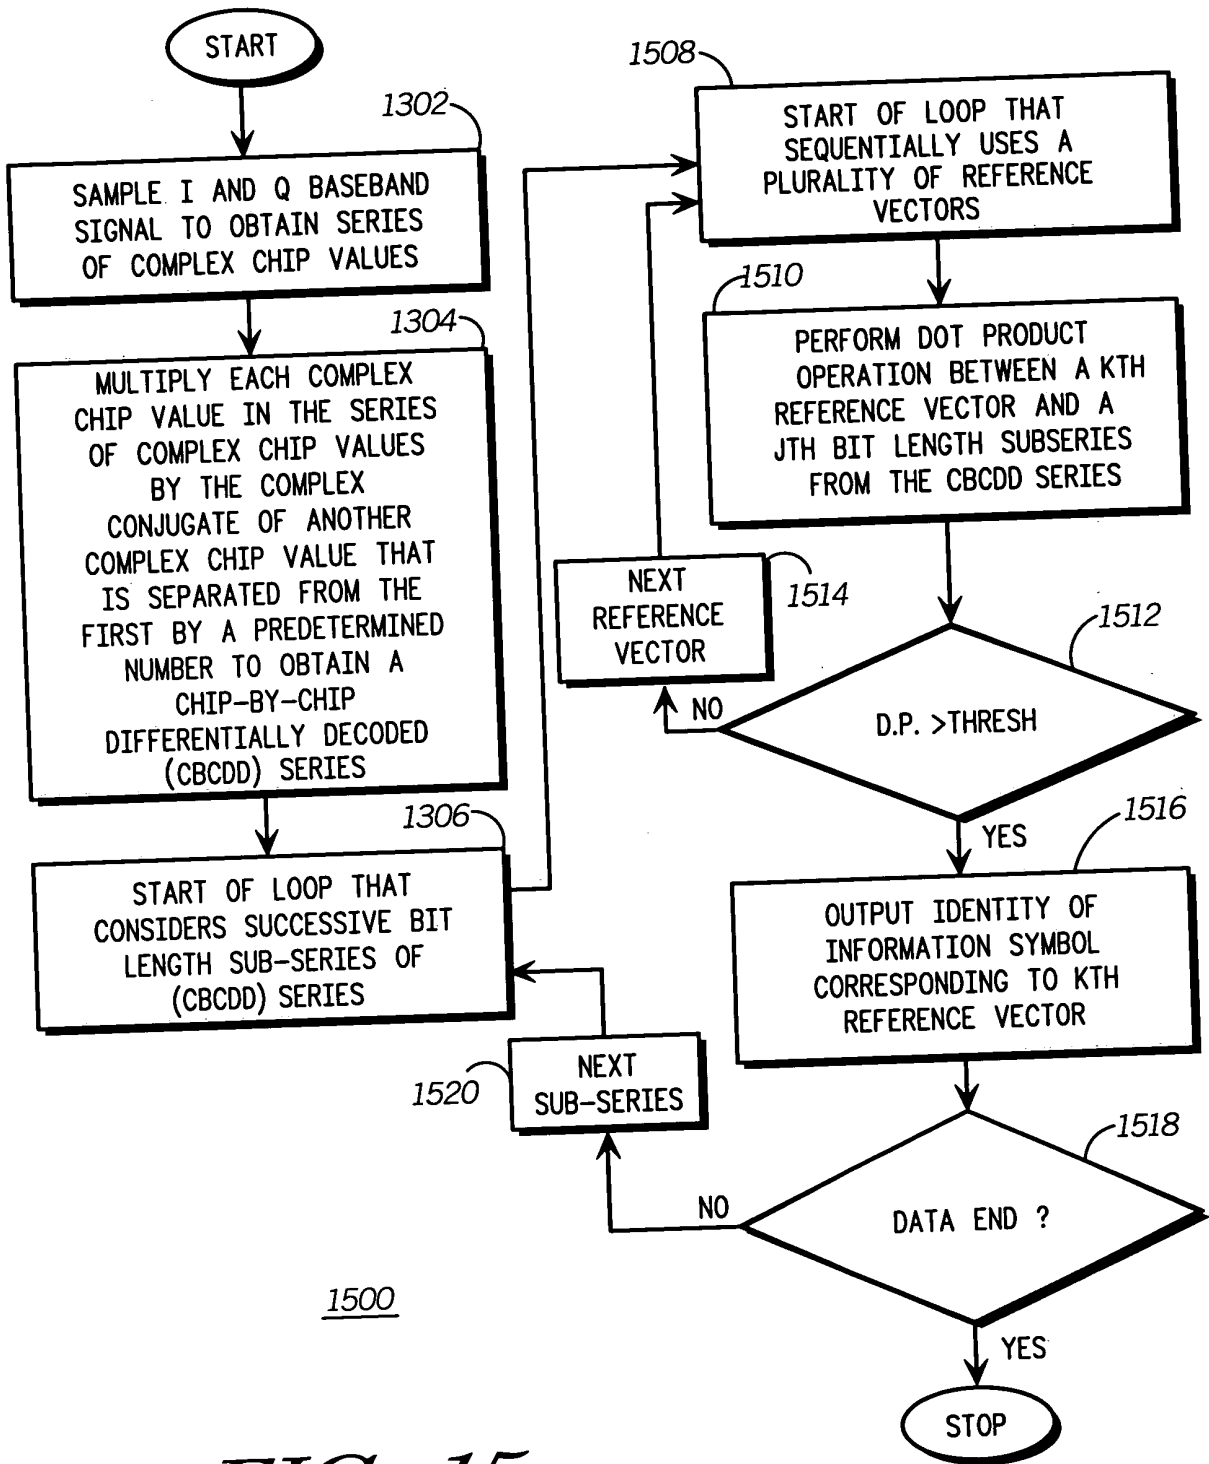 START
1302
SAMPLE I AND Q BASEBAND
SIGNAL TO OBTAIN SERIES
OF COMPLEX CHIP VALUES
1304
MULTIPLY EACH COMPLEX
CHIP VALUE IN THE SERIES
OF COMPLEX CHIP VALUES
BY THE COMPLEX
CONJUGATE OF ANOTHER
COMPLEX CHIP VALUE THAT
IS SEPARATED FROM THE
FIRST BY A PREDETERMINED
NUMBER TO OBTAIN A
CHIP-BY-CHIP
DIFFERENTIALLY DECODED
(CBCDD) SERIES
1306
START OF LOOP THAT
CONSIDERS SUCCESSIVE BIT
LENGTH SUB-SERIES OF
(CBCDD) SERIES
1508
START OF LOOP THAT
SEQUENTIALLY USES A
PLURALITY OF REFERENCE
VECTORS
1510
PERFORM DOT PRODUCT
OPERATION BETWEEN A KTH
REFERENCE VECTOR AND A
JTH BIT LENGTH SUBSERIES
FROM THE CBCDD SERIES
NEXT
REFERENCE
VECTOR
1514
1512
D.P. >THRESH
NO
YES
1516
OUTPUT IDENTITY OF
INFORMATION SYMBOL
CORRESPONDING TO KTH
REFERENCE VECTOR
1520
NEXT
SUB-SERIES
1518
DATA END ?
NO
YES
STOP
1500
FIG. 15